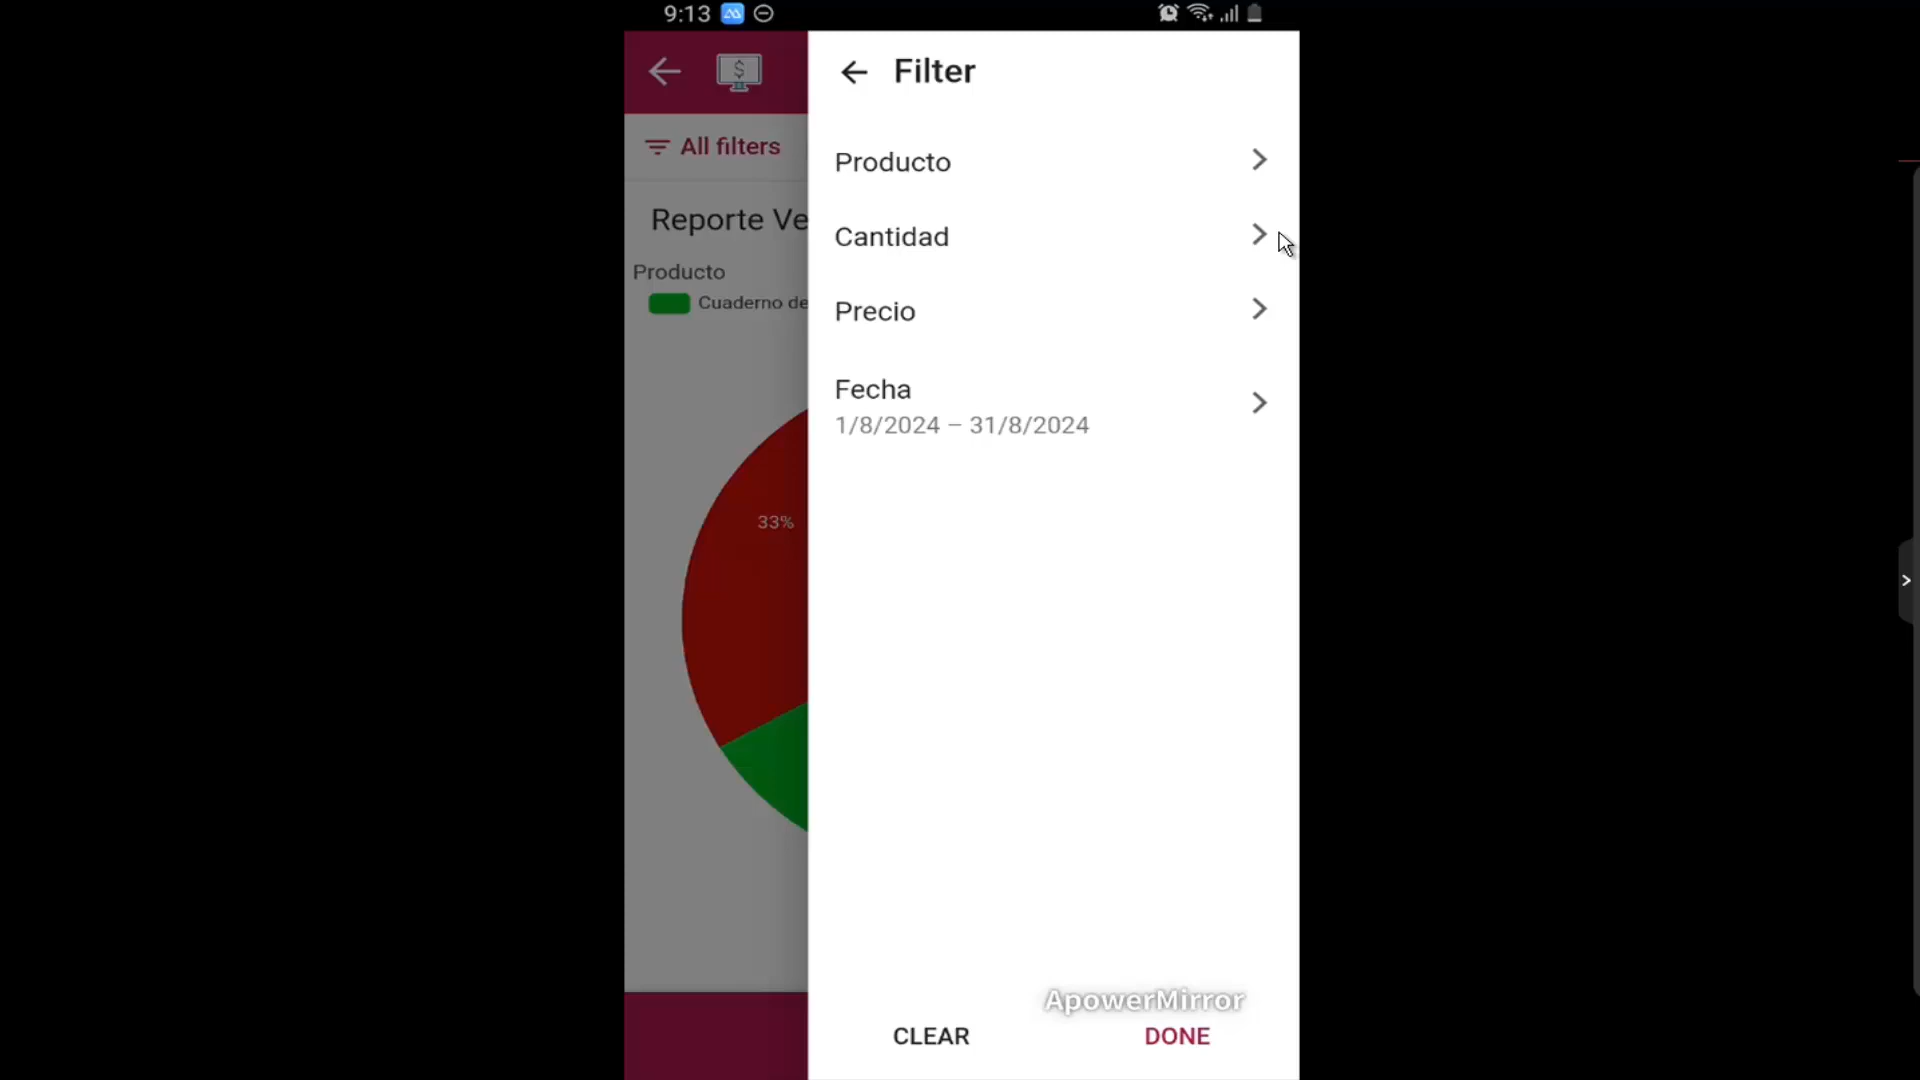 9:13
Filter
All filters
Producto
Cantidad
Precio
Fecha
1/8/2024 – 31/8/2024
Reporte Ve
Producto
Cuaderno de
33%
$
ApowerMirror
CLEAR
DONE